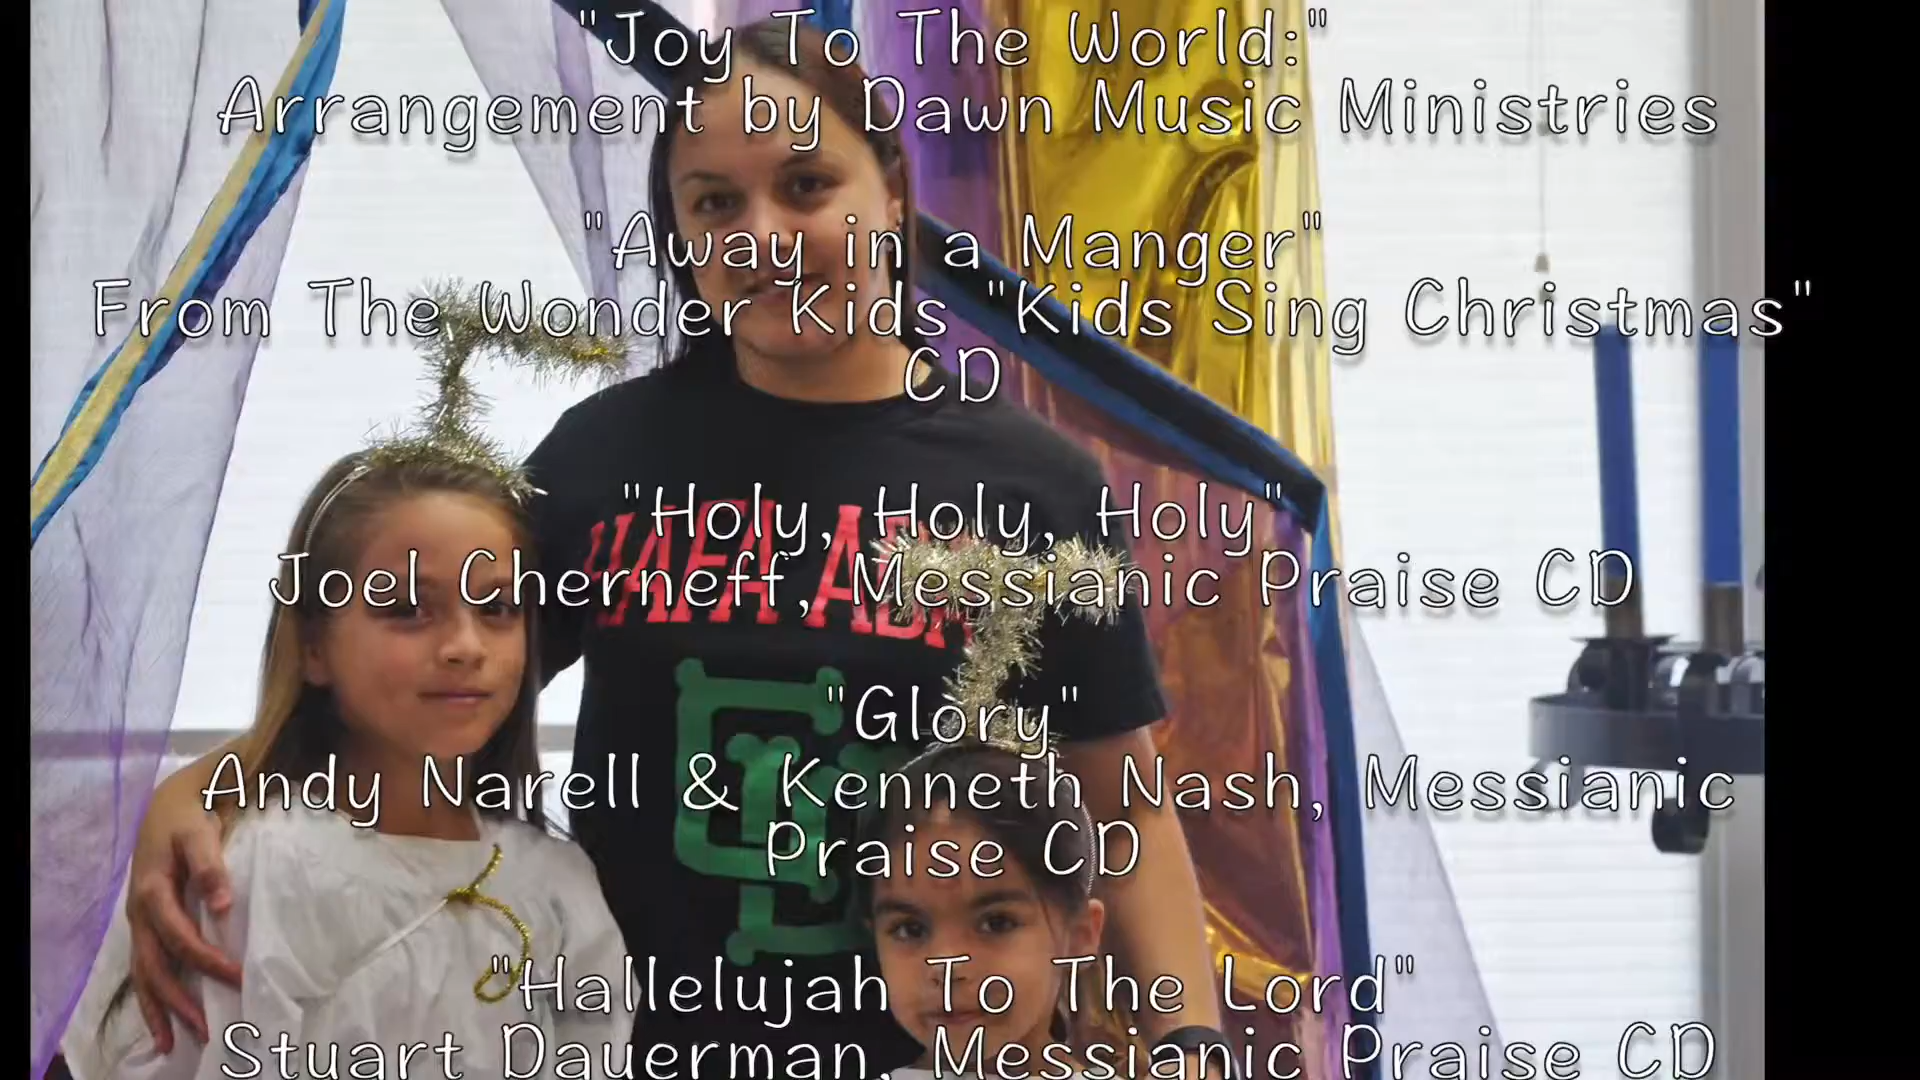 "Joy To The World:"
Arrangement by Dawn Music Ministries
"Away in a Manger"
From The Wonder Kids "Kids Sing Christmas"
CD
"Holy, Holy, Holy"
HAFA ADA
Joel Cherneff, Messianic Praise CD
"Glory"
Andy Narell & Kenneth Nash, Messianic
Praise CD
"Hallelujah To The Lord"
Stuart Dauerman, Messianic Praise CD